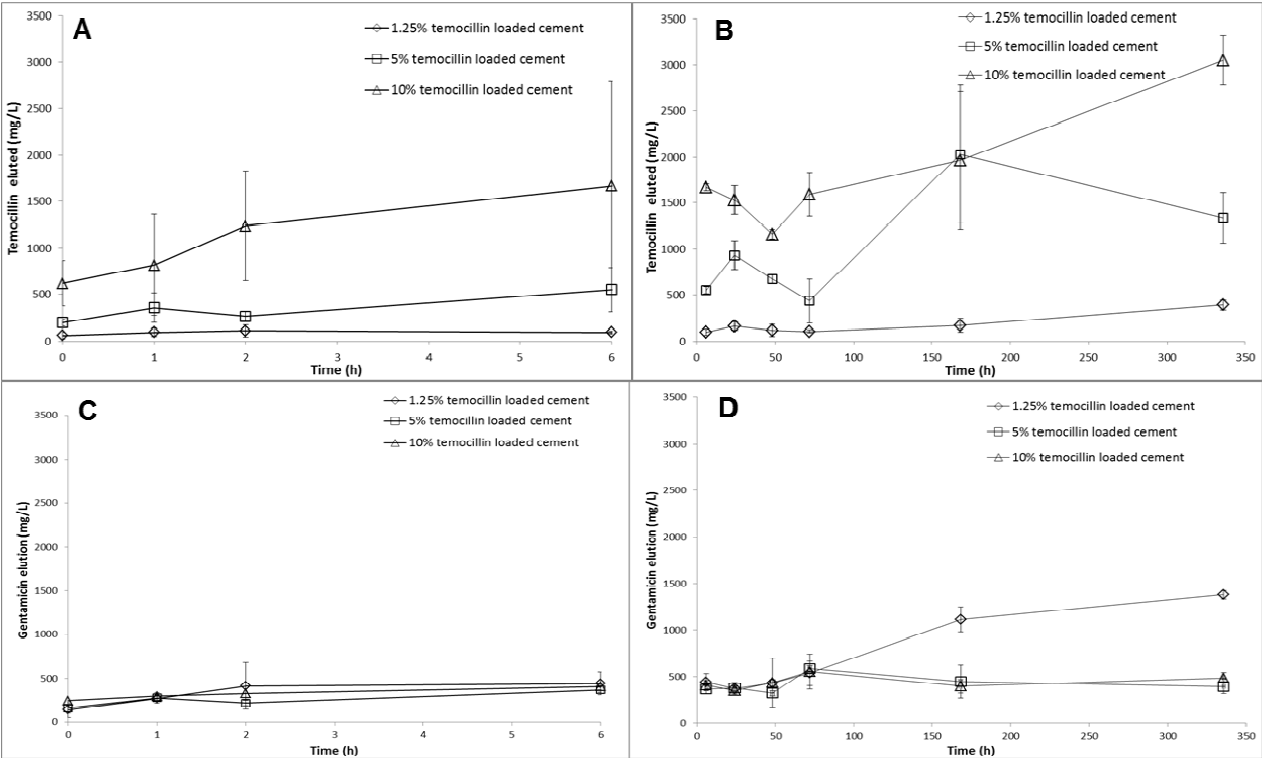 A
3500
3000
2500
2000
1500
1000
500
0
Temocillin eluted (mg/L)
1.25% temocillin loaded cement
5% temocillin loaded cement
10% temocillin loaded cement
0 1 2 3 4 5 6
Time (h)
B
3500
3000
2500
2000
1500
1000
500
0
Temocillin eluted (mg/L)
1.25% temocillin loaded cement
5% temocillin loaded cement
10% temocillin loaded cement
0 50 100 150 200 250 300 350
Time (h)
C
3500
3000
2500
2000
1500
1000
500
0
Gentamicin elution (mg/L)
1.25% temocillin loaded cement
5% temocillin loaded cement
10% temocillin loaded cement
0 1 2 3 4 5 6
Time (h)
D
3500
3000
2500
2000
1500
1000
500
0
Gentamicin elution (mg/L)
1.25% temocillin loaded cement
5% temocillin loaded cement
10% temocillin loaded cement
0 50 100 150 200 250 300 350
Time (h)